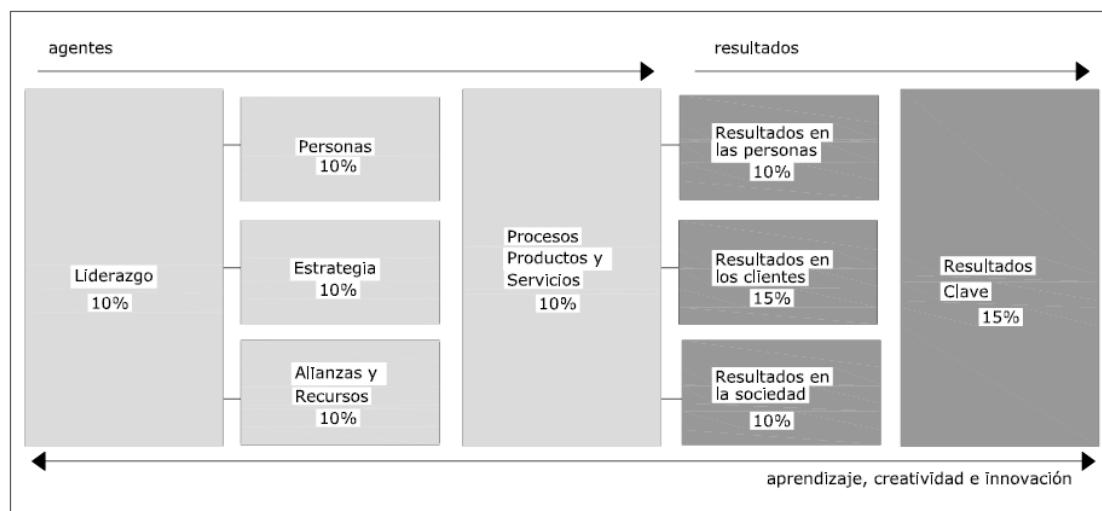 agentes
resultados
Liderazgo
10%
Personas
10%
Estrategia
10%
Alianzas y
Recursos
10%
Procesos
Productos y
Servicios
10%
Resultados en
las personas
10%
Resultados en
los clientes
15%
Resultados en
la sociedad
10%
Resultados
Clave
15%
aprendizaje, creatividad e innovación